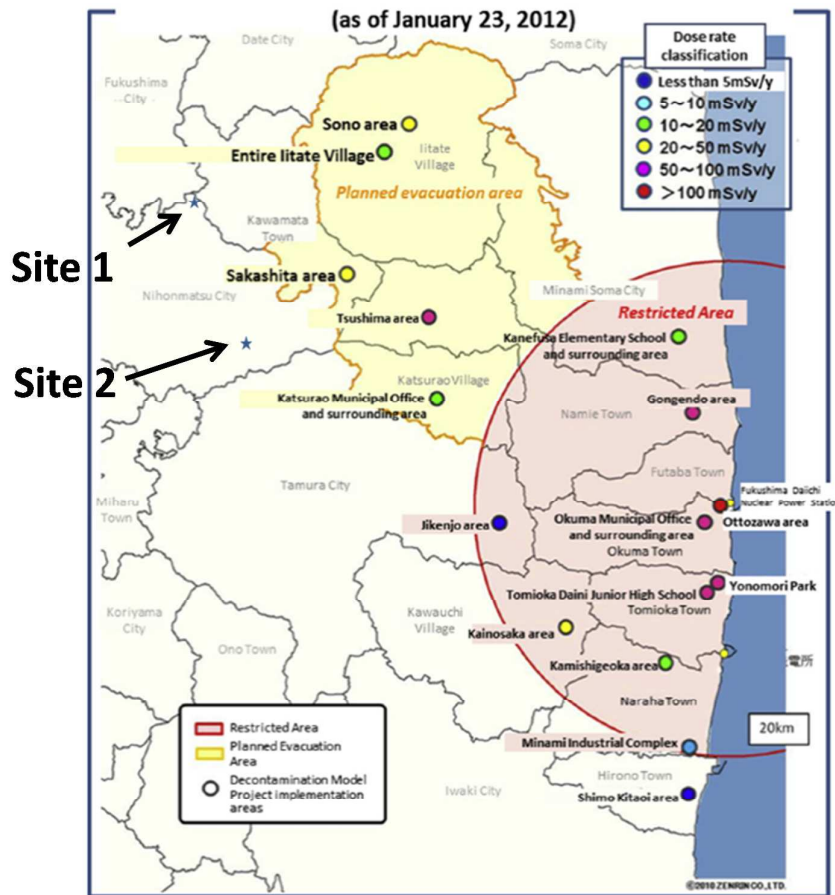 (as of January 23, 2012)
Date City
Soma City
Dose rate
classification
Less than 5mSv/y
5～10 mSv/y
10～20 mSv/y
20～50 mSv/y
50～100 mSv/y
＞100 mSv/y
Fukushima
City
Sono area
Iitate
Village
Entire Iitate Village
Planned evacuation area
Kawamata
Town
Site 1
Sakashita area
Nihonmatsu City
Minami Soma City
Tsushima area
Restricted Area
Kanefusa Elementary School
and surrounding area
Site 2
Katsurao Village
Katsurao Municipal Office
and surrounding area
Gongendo area
Namie Town
Futaba Town
Tamura City
Miharu
Town
Fukushima Daiichi
Nuclear Power Statio
Jikenjo area
Okuma Municipal Office
and surrounding area
Ottozawa area
Okuma Town
Yonomori Park
Tomioka Daini Junior High School
Tomioka Town
Koriyama
City
Kawauchi
Village
Kainosaka area
Ono Town
Kamishigeoka area
電所
Naraha Town
20km
Restricted Area
Planned Evacuation
Area
Decontamination Model
Project implementation
areas
Minami Industrial Complex
Hirono Town
Iwaki City
Shimo Kitaoi area
©2010 ZENRIN CO., LTD.